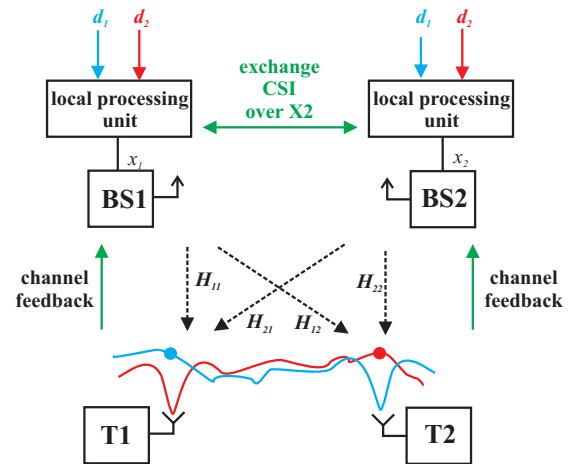 d₁ d₂
d₁ d₂
local processing
unit
exchange
CSI
over X2
local processing
unit
x₁
x₂
BS1
BS2
channel
feedback
H₁₁
H₂₁
H₁₂
H₂₂
channel
feedback
T1
T2